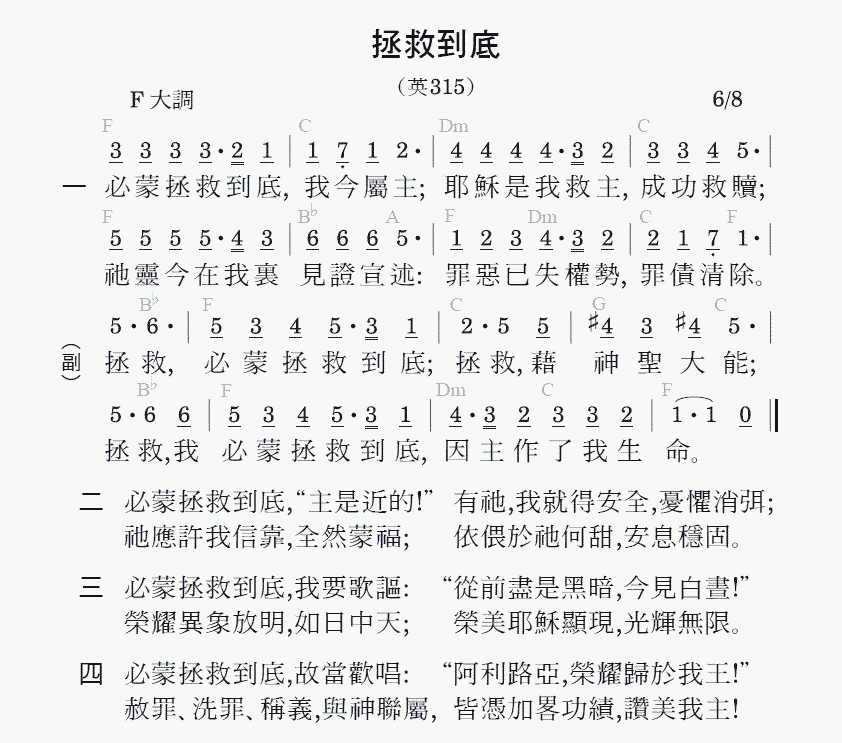 拯救到底
（英315）
F 大調 6/8
F C Dm C
3 3 3 3·2 1 | 1 7 1 2· | 4 4 4 4·3 2 | 3 3 4 5· |
一 必蒙拯救到底, 我今屬主; 耶穌是我救主, 成功救贖;
F B♭ A F Dm C F
5 5 5 5·4 3 | 6 6 6 5· | 1 2 3 4·3 2 | 2 1 7 1· |
祂靈今在我裏 見證宣述: 罪惡已失權勢, 罪債清除。
B♭ F C G C
5·6· | 5 3 4 5·3 1 | 2·5 5 | ♯4 3 ♯4 5· |
（副） 拯救, 必蒙拯救到底; 拯救,藉 神聖大能;
B♭ F Dm C F
5·6 6 | 5 3 4 5·3 1 | 4·3 2 3 3 2 | 1·1 0 ‖
拯救,我 必蒙拯救到底, 因主作了我生 命。
二 必蒙拯救到底,“主是近的!” 有祂,我就得安全,憂懼消弭;
祂應許我信靠,全然蒙福; 依偎於祂何甜,安息穩固。
三 必蒙拯救到底,我要歌謳: “從前盡是黑暗,今見白晝!”
榮耀異象放明,如日中天; 榮美耶穌顯現,光輝無限。
四 必蒙拯救到底,故當歡唱: “阿利路亞,榮耀歸於我王!”
赦罪、洗罪、稱義,與神聯屬, 皆憑加畧功績,讚美我主!